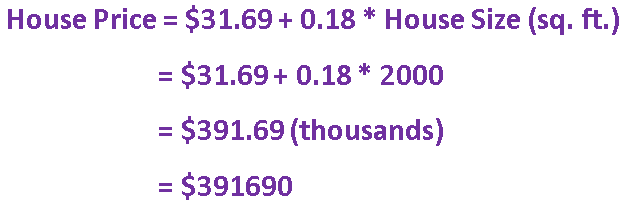 House Price = $31.69 + 0.18 * House Size (sq. ft.)
= $31.69 + 0.18 * 2000
= $391.69 (thousands)
= $391690